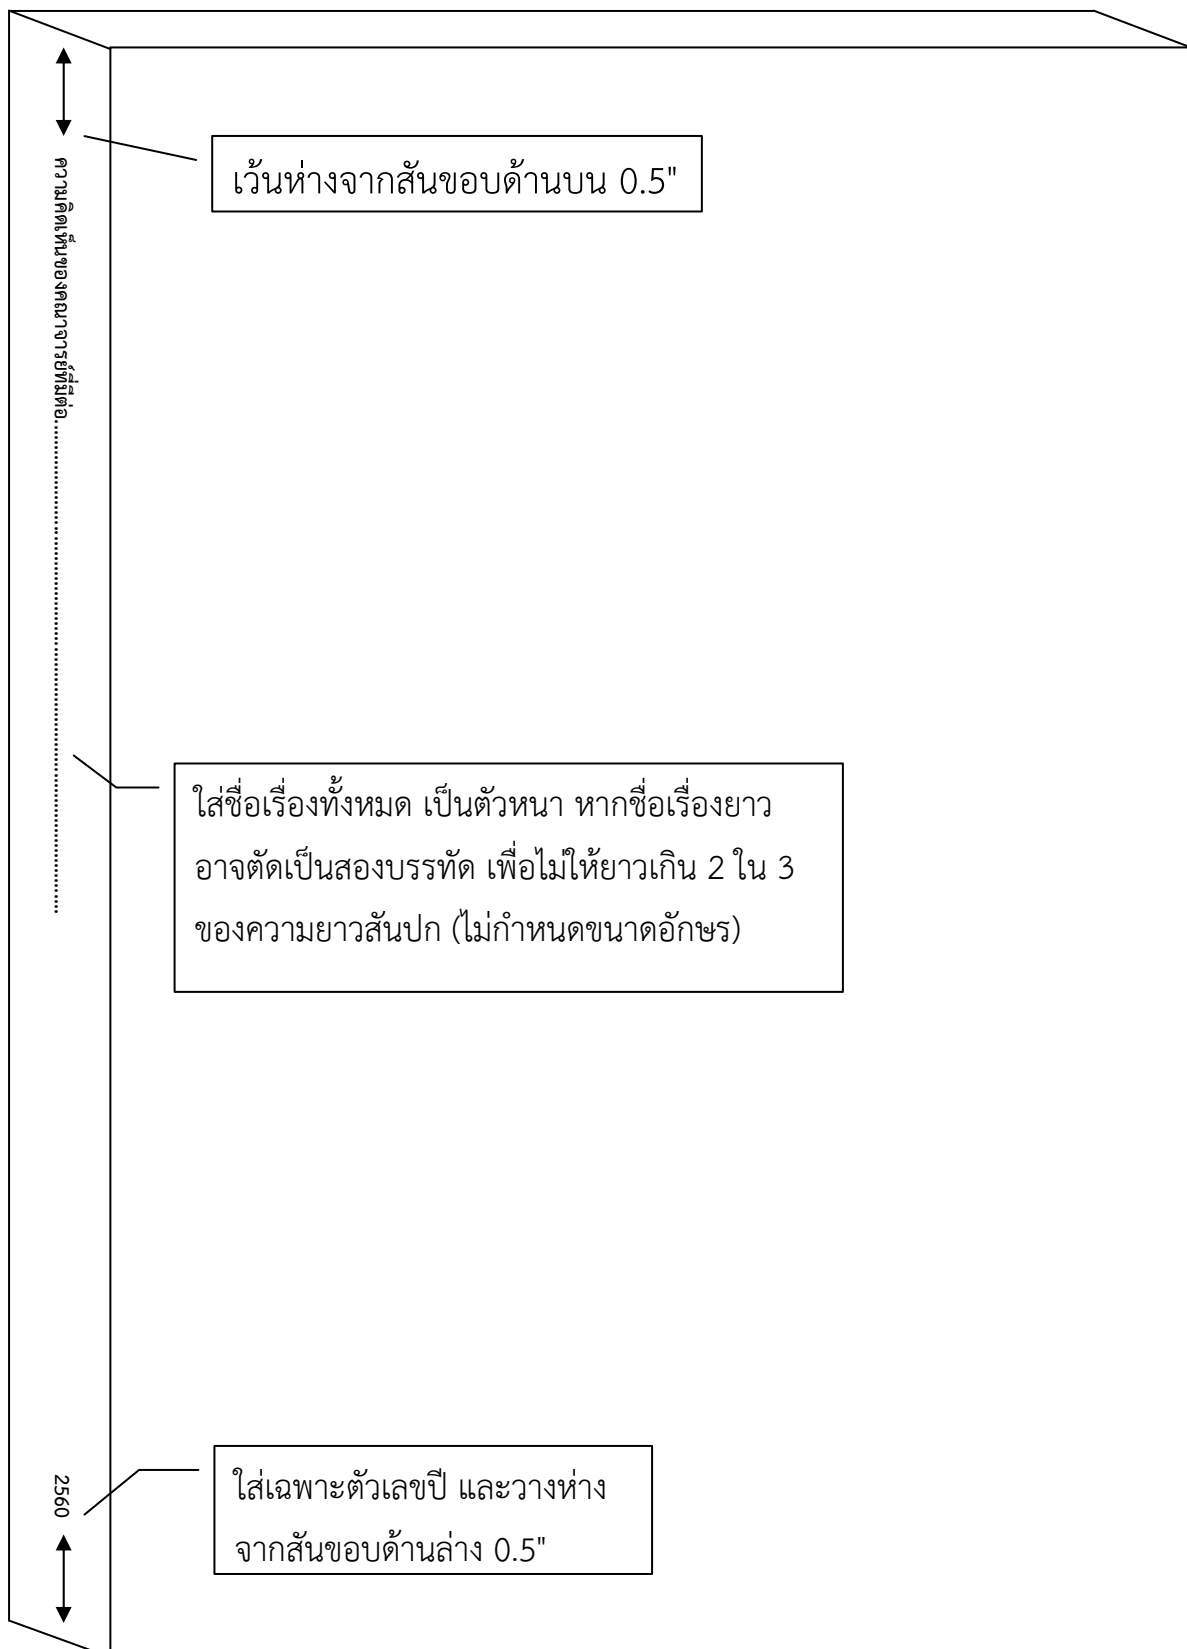 เว้นห่างจากสันขอบด้านบน 0.5"
ความคิดเห็นของคณาจารย์ที่มีต่อ................................................................................
ใส่ชื่อเรื่องทั้งหมด เป็นตัวหนา หากชื่อเรื่องยาว
อาจตัดเป็นสองบรรทัด เพื่อไม่ให้ยาวเกิน 2 ใน 3
ของความยาวสันปก (ไม่กำหนดขนาดอักษร)
2560
ใส่เฉพาะตัวเลขปี และวางห่าง
จากสันขอบด้านล่าง 0.5"